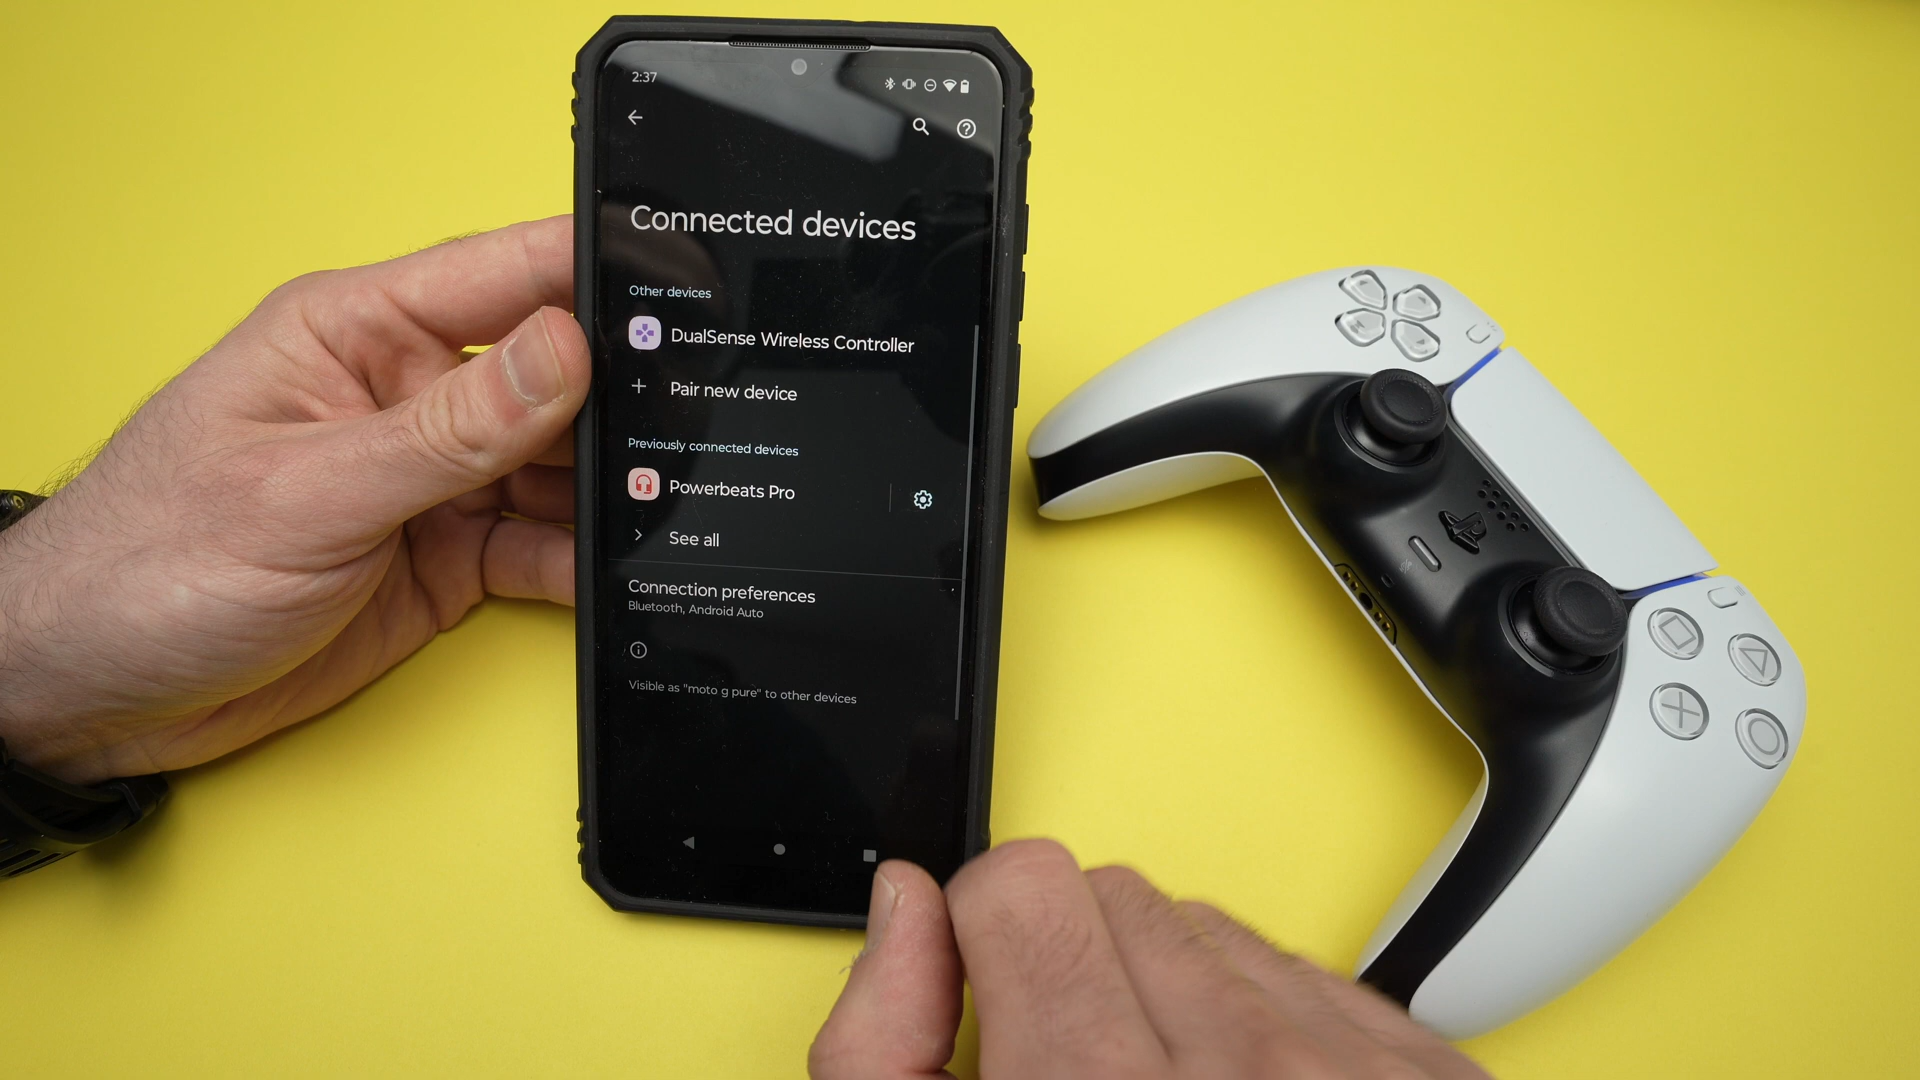 2:37
Connected devices
Other devices
DualSense Wireless Controller
Pair new device
Previously connected devices
Powerbeats Pro
See all
Connection preferences
Bluetooth, Android Auto
Visible as "moto g pure" to other devices